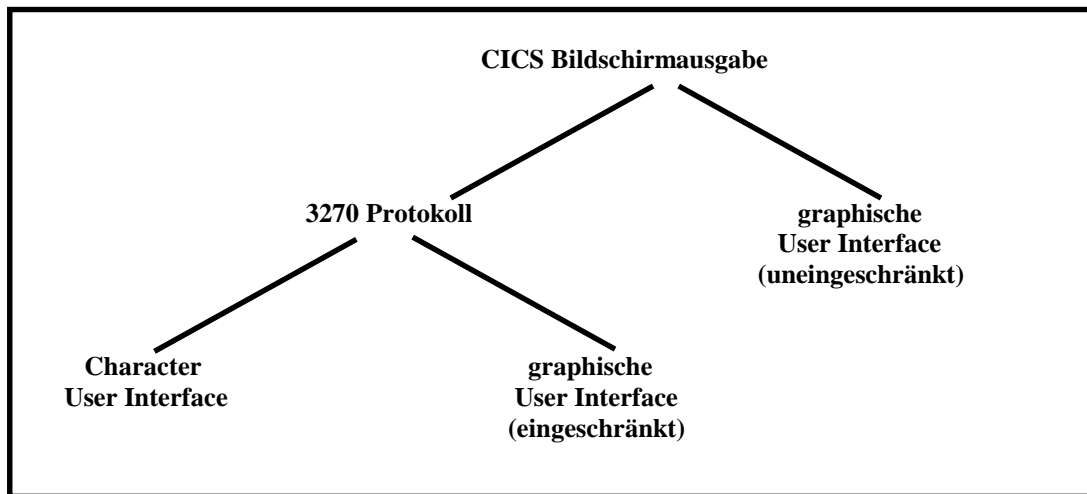 CICS Bildschirmausgabe
3270 Protokoll
graphische
User Interface
(uneingeschränkt)
Character
User Interface
graphische
User Interface
(eingeschränkt)